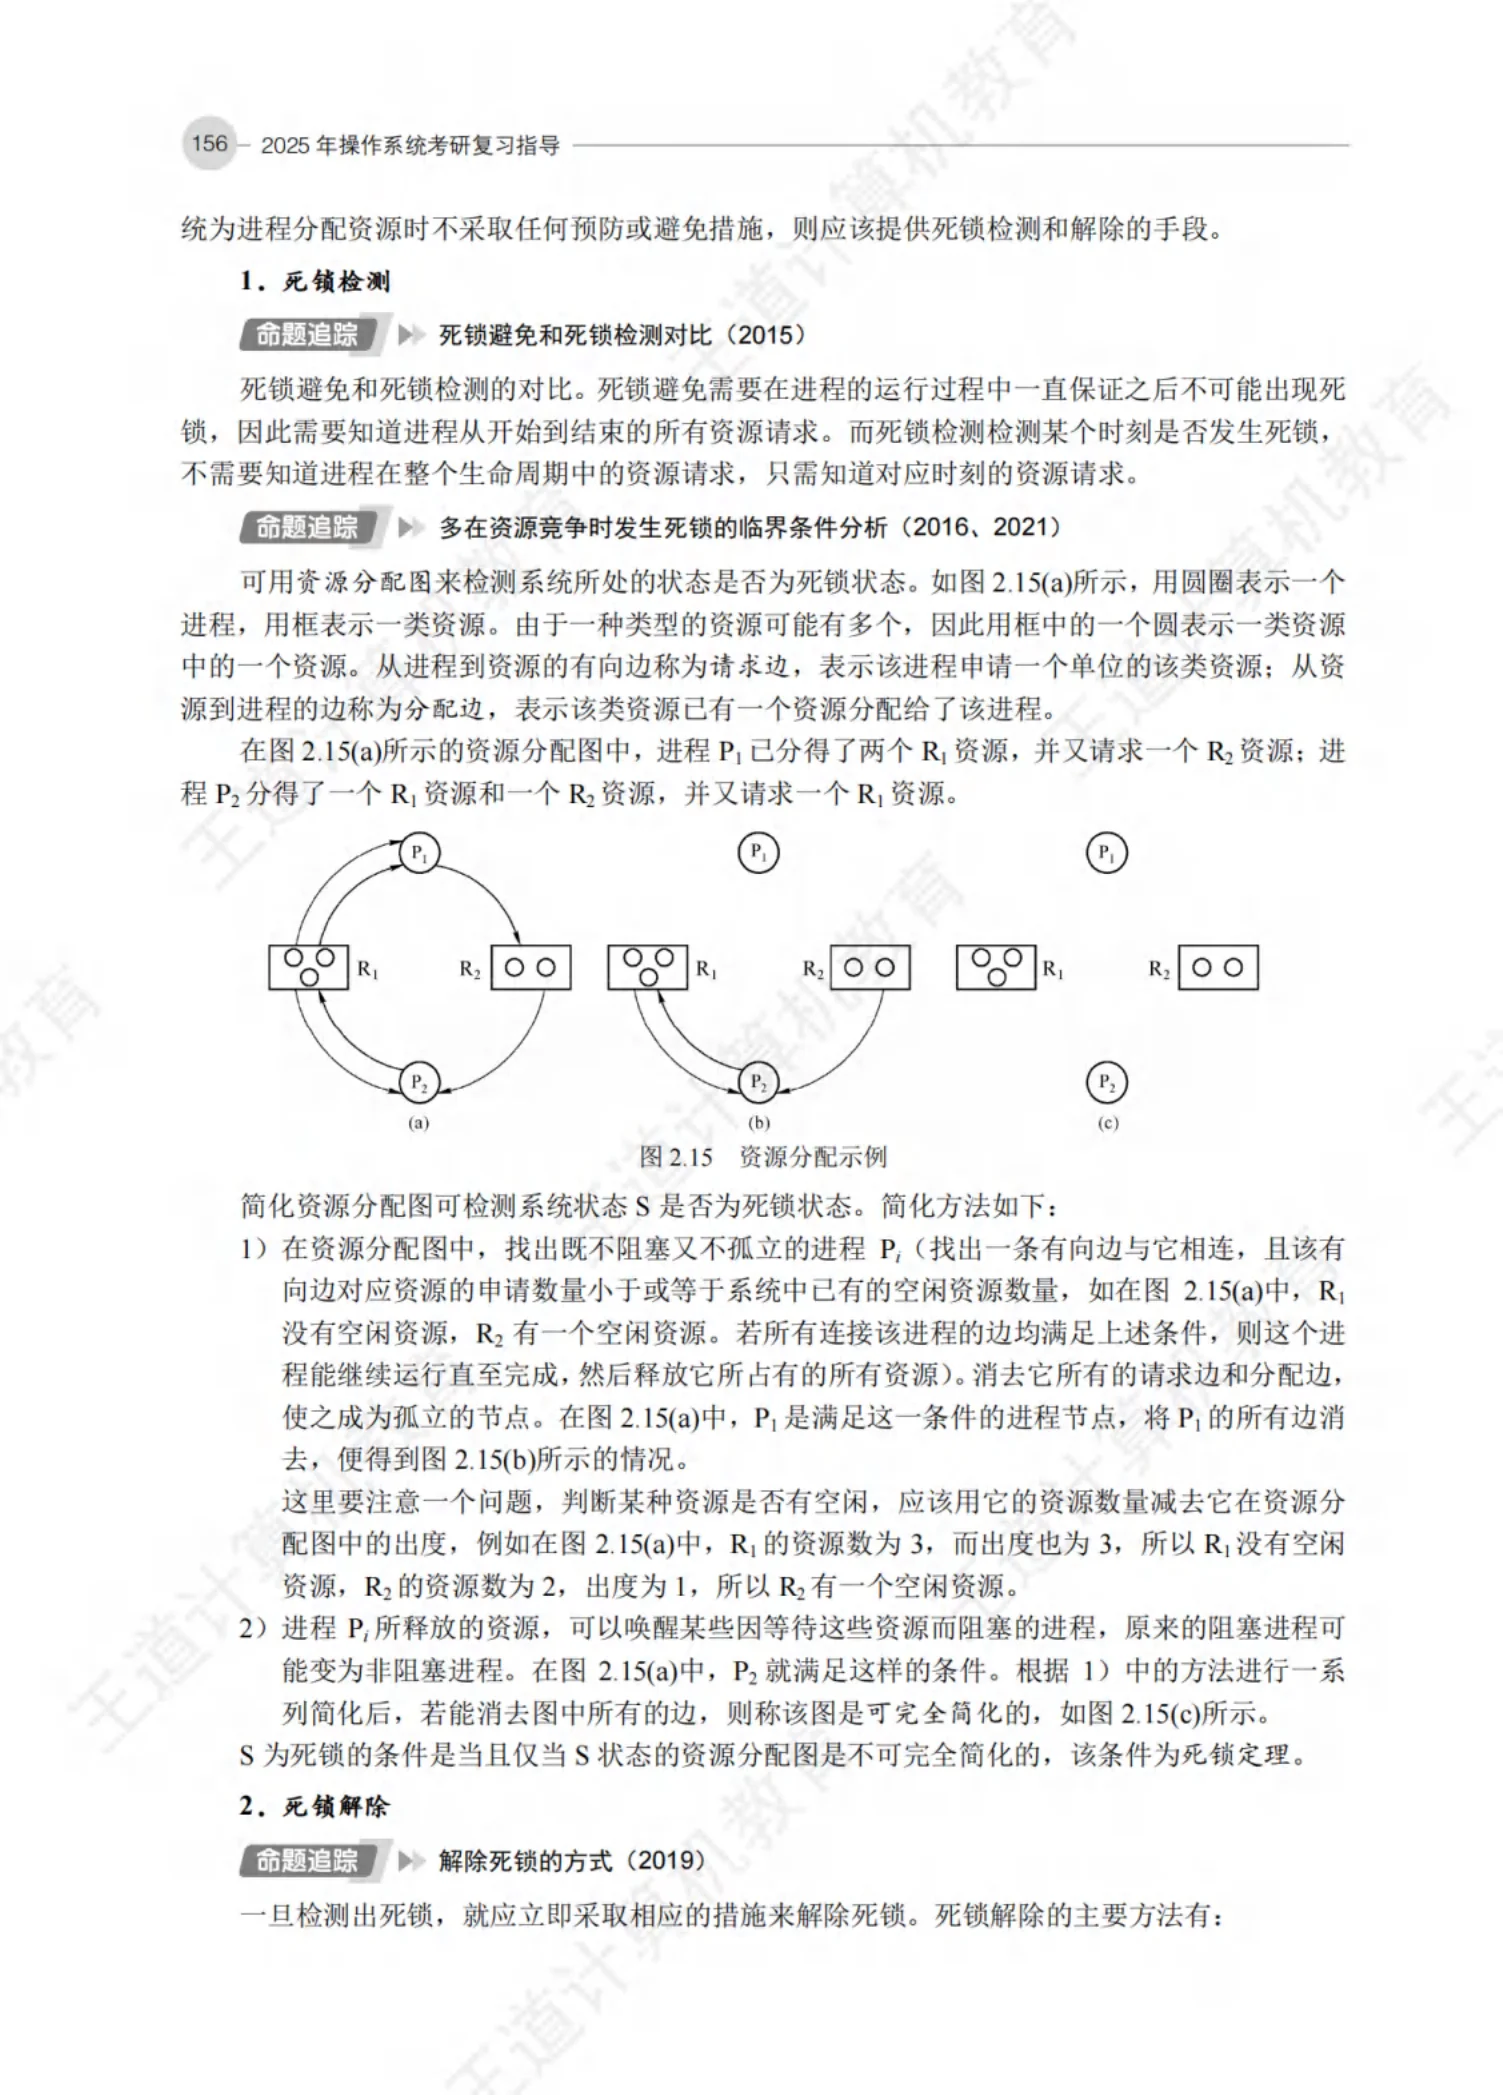 156 2025 年操作系统考研复习指导
统为进程分配资源时不采取任何预防或避免措施，则应该提供死锁检测和解除的手段。
1．死锁检测
命题追踪 死锁避免和死锁检测对比（2015）
死锁避免和死锁检测的对比。死锁避免需要在进程的运行过程中一直保证之后不可能出现死
锁，因此需要知道进程从开始到结束的所有资源请求。而死锁检测检测某个时刻是否发生死锁，
不需要知道进程在整个生命周期中的资源请求，只需知道对应时刻的资源请求。
命题追踪 多在资源竞争时发生死锁的临界条件分析（2016、2021）
可用资源分配图来检测系统所处的状态是否为死锁状态。如图 2.15(a)所示，用圆圈表示一个
进程，用框表示一类资源。由于一种类型的资源可能有多个，因此用框中的一个圆表示一类资源
中的一个资源。从进程到资源的有向边称为请求边，表示该进程申请一个单位的该类资源；从资
源到进程的边称为分配边，表示该类资源已有一个资源分配给了该进程。
在图 2.15(a)所示的资源分配图中，进程 P₁ 已分得了两个 R₁ 资源，并又请求一个 R₂ 资源；进
程 P₂ 分得了一个 R₁ 资源和一个 R₂ 资源，并又请求一个 R₁ 资源。
P₁ P₁ P₁
R₁ R₂ R₁ R₂ R₁ R₂
P₂ P₂ P₂
(a) (b) (c)
图 2.15 资源分配示例
简化资源分配图可检测系统状态 S 是否为死锁状态。简化方法如下：
1）在资源分配图中，找出既不阻塞又不孤立的进程 Pᵢ（找出一条有向边与它相连，且该有
向边对应资源的申请数量小于或等于系统中已有的空闲资源数量，如在图 2.15(a)中，R₁
没有空闲资源，R₂ 有一个空闲资源。若所有连接该进程的边均满足上述条件，则这个进
程能继续运行直至完成，然后释放它所占有的所有资源）。消去它所有的请求边和分配边，
使之成为孤立的节点。在图 2.15(a)中，P₁ 是满足这一条件的进程节点，将 P₁ 的所有边消
去，便得到图 2.15(b)所示的情况。
这里要注意一个问题，判断某种资源是否有空闲，应该用它的资源数量减去它在资源分
配图中的出度，例如在图 2.15(a)中，R₁ 的资源数为 3，而出度也为 3，所以 R₁ 没有空闲
资源，R₂ 的资源数为 2，出度为 1，所以 R₂ 有一个空闲资源。
2）进程 Pᵢ 所释放的资源，可以唤醒某些因等待这些资源而阻塞的进程，原来的阻塞进程可
能变为非阻塞进程。在图 2.15(a)中，P₂ 就满足这样的条件。根据 1）中的方法进行一系
列简化后，若能消去图中所有的边，则称该图是可完全简化的，如图 2.15(c)所示。
S 为死锁的条件是当且仅当 S 状态的资源分配图是不可完全简化的，该条件为死锁定理。
2．死锁解除
命题追踪 解除死锁的方式（2019）
一旦检测出死锁，就应立即采取相应的措施来解除死锁。死锁解除的主要方法有：
王道计算机教育